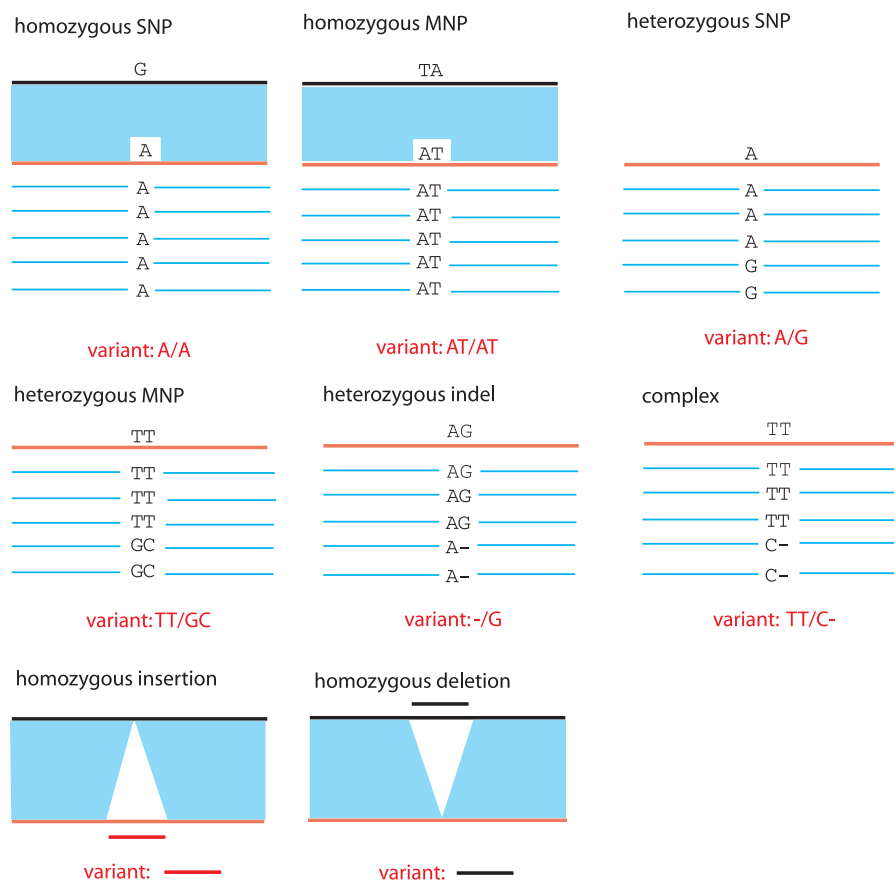 homozygous SNP
G
A
A
A
A
A
A
variant: A/A
homozygous MNP
TA
AT
AT
AT
AT
AT
AT
variant: AT/AT
heterozygous SNP
A
A
A
A
G
G
variant: A/G
heterozygous MNP
TT
TT
TT
TT
GC
GC
variant: TT/GC
heterozygous indel
AG
AG
AG
AG
A-
A-
variant: -/G
complex
TT
TT
TT
TT
C-
C-
variant: TT/C-
homozygous insertion
variant:
homozygous deletion
variant: